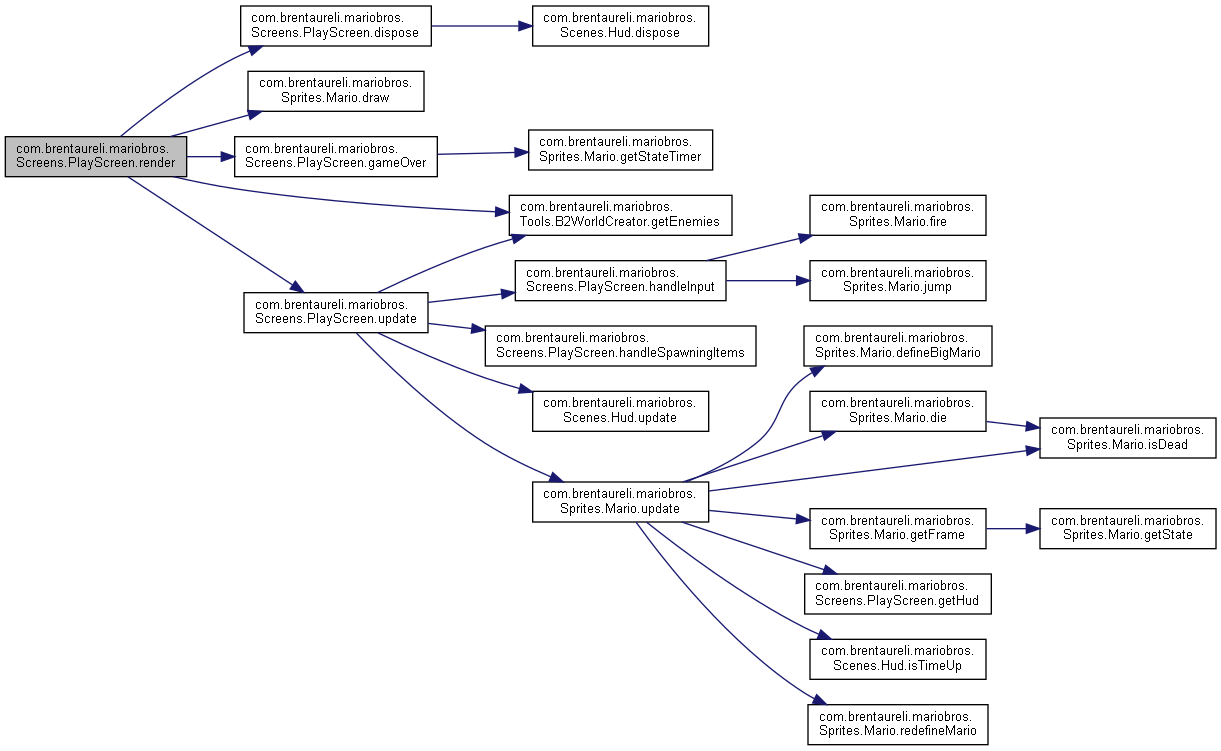 com.brentaureli.mariobros.
Screens.PlayScreen.dispose
com.brentaureli.mariobros.
Scenes.Hud.dispose
com.brentaureli.mariobros.
Sprites.Mario.draw
com.brentaureli.mariobros.
Screens.PlayScreen.render
com.brentaureli.mariobros.
Screens.PlayScreen.gameOver
com.brentaureli.mariobros.
Sprites.Mario.getStateTimer
com.brentaureli.mariobros.
Tools.B2WorldCreator.getEnemies
com.brentaureli.mariobros.
Sprites.Mario.fire
com.brentaureli.mariobros.
Screens.PlayScreen.handleInput
com.brentaureli.mariobros.
Sprites.Mario.jump
com.brentaureli.mariobros.
Screens.PlayScreen.update
com.brentaureli.mariobros.
Screens.PlayScreen.handleSpawningItems
com.brentaureli.mariobros.
Sprites.Mario.defineBigMario
com.brentaureli.mariobros.
Scenes.Hud.update
com.brentaureli.mariobros.
Sprites.Mario.die
com.brentaureli.mariobros.
Sprites.Mario.isDead
com.brentaureli.mariobros.
Sprites.Mario.update
com.brentaureli.mariobros.
Sprites.Mario.getFrame
com.brentaureli.mariobros.
Sprites.Mario.getState
com.brentaureli.mariobros.
Screens.PlayScreen.getHud
com.brentaureli.mariobros.
Scenes.Hud.isTimeUp
com.brentaureli.mariobros.
Sprites.Mario.redefineMario